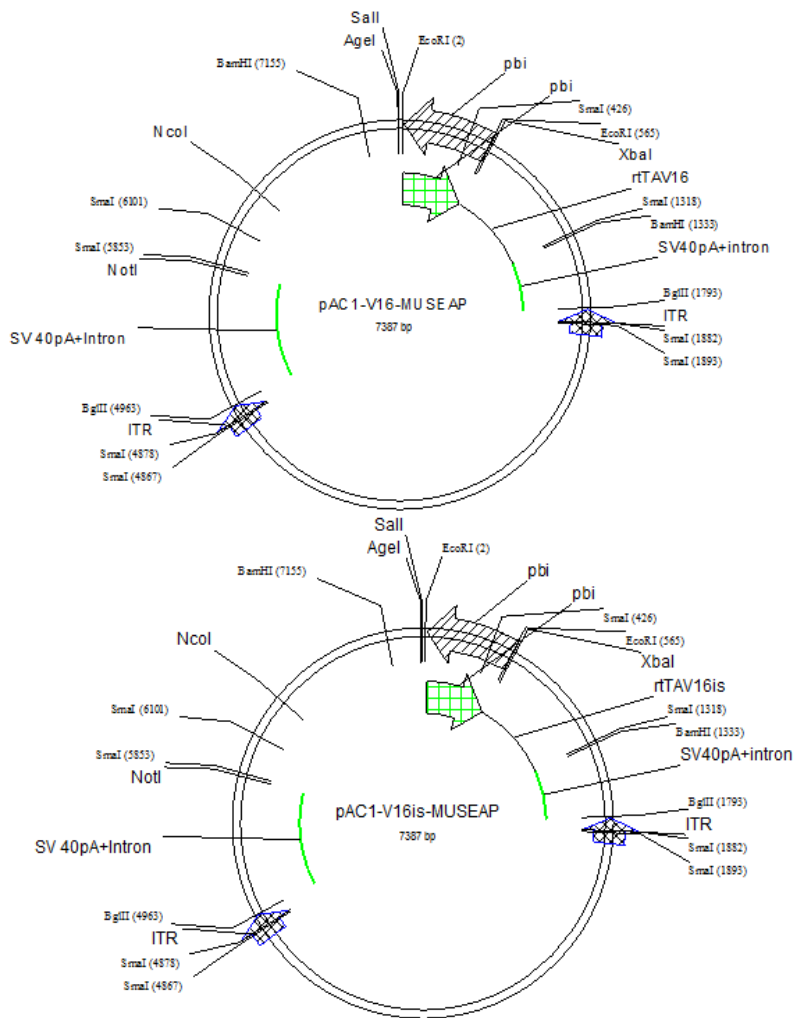 SalI
AgeI
EcoRI (2)
BamHI (7155)
pbi
pbi
SmaI (426)
EcoRI (565)
XbaI
NcoI
rtTAV16
SmaI (6101)
SmaI (1318)
BamHI (1333)
SmaI (5853)
NotI
SV40pA+intron
pAC1-V16-MUSEAP
7387 bp
BglII (1793)
ITR
SV 40pA+Intron
SmaI (1882)
SmaI (1893)
BglII (4963)
ITR
SmaI (4878)
SmaI (4867)
SalI
AgeI
EcoRI (2)
BamHI (7155)
pbi
pbi
SmaI (426)
EcoRI (565)
XbaI
NcoI
rtTAV16is
SmaI (6101)
SmaI (1318)
BamHI (1333)
SmaI (5853)
NotI
SV40pA+intron
pAC1-V16is-MUSEAP
7387 bp
BglII (1793)
ITR
SV 40pA+Intron
SmaI (1882)
SmaI (1893)
BglII (4963)
ITR
SmaI (4878)
SmaI (4867)